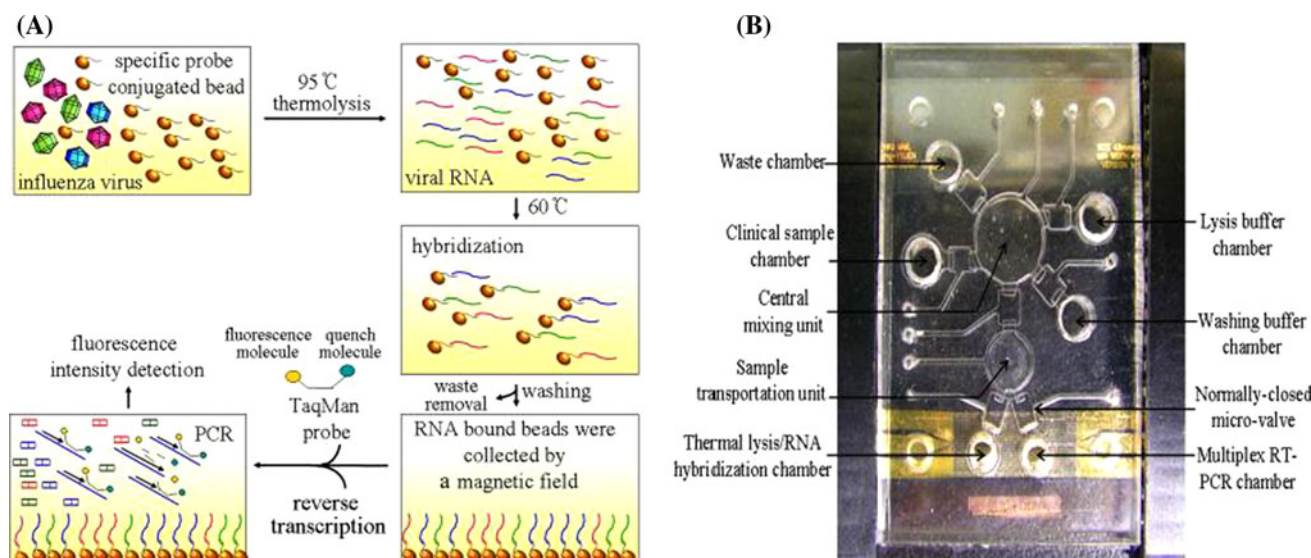 (A)
specific probe
conjugated bead
influenza virus
95℃
thermolysis
viral RNA
60℃
hybridization
waste
removal
washing
RNA bound beads were
collected by
a magnetic field
fluorescence
molecule
quench
molecule
TaqMan
probe
reverse
transcription
PCR
fluorescence
intensity detection
(B)
Waste chamber
Clinical sample
chamber
Central
mixing unit
Sample
transportation unit
Thermal lysis/RNA
hybridization chamber
Lysis buffer
chamber
Washing buffer
chamber
Normally-closed
micro-valve
Multiplex RT-
PCR chamber